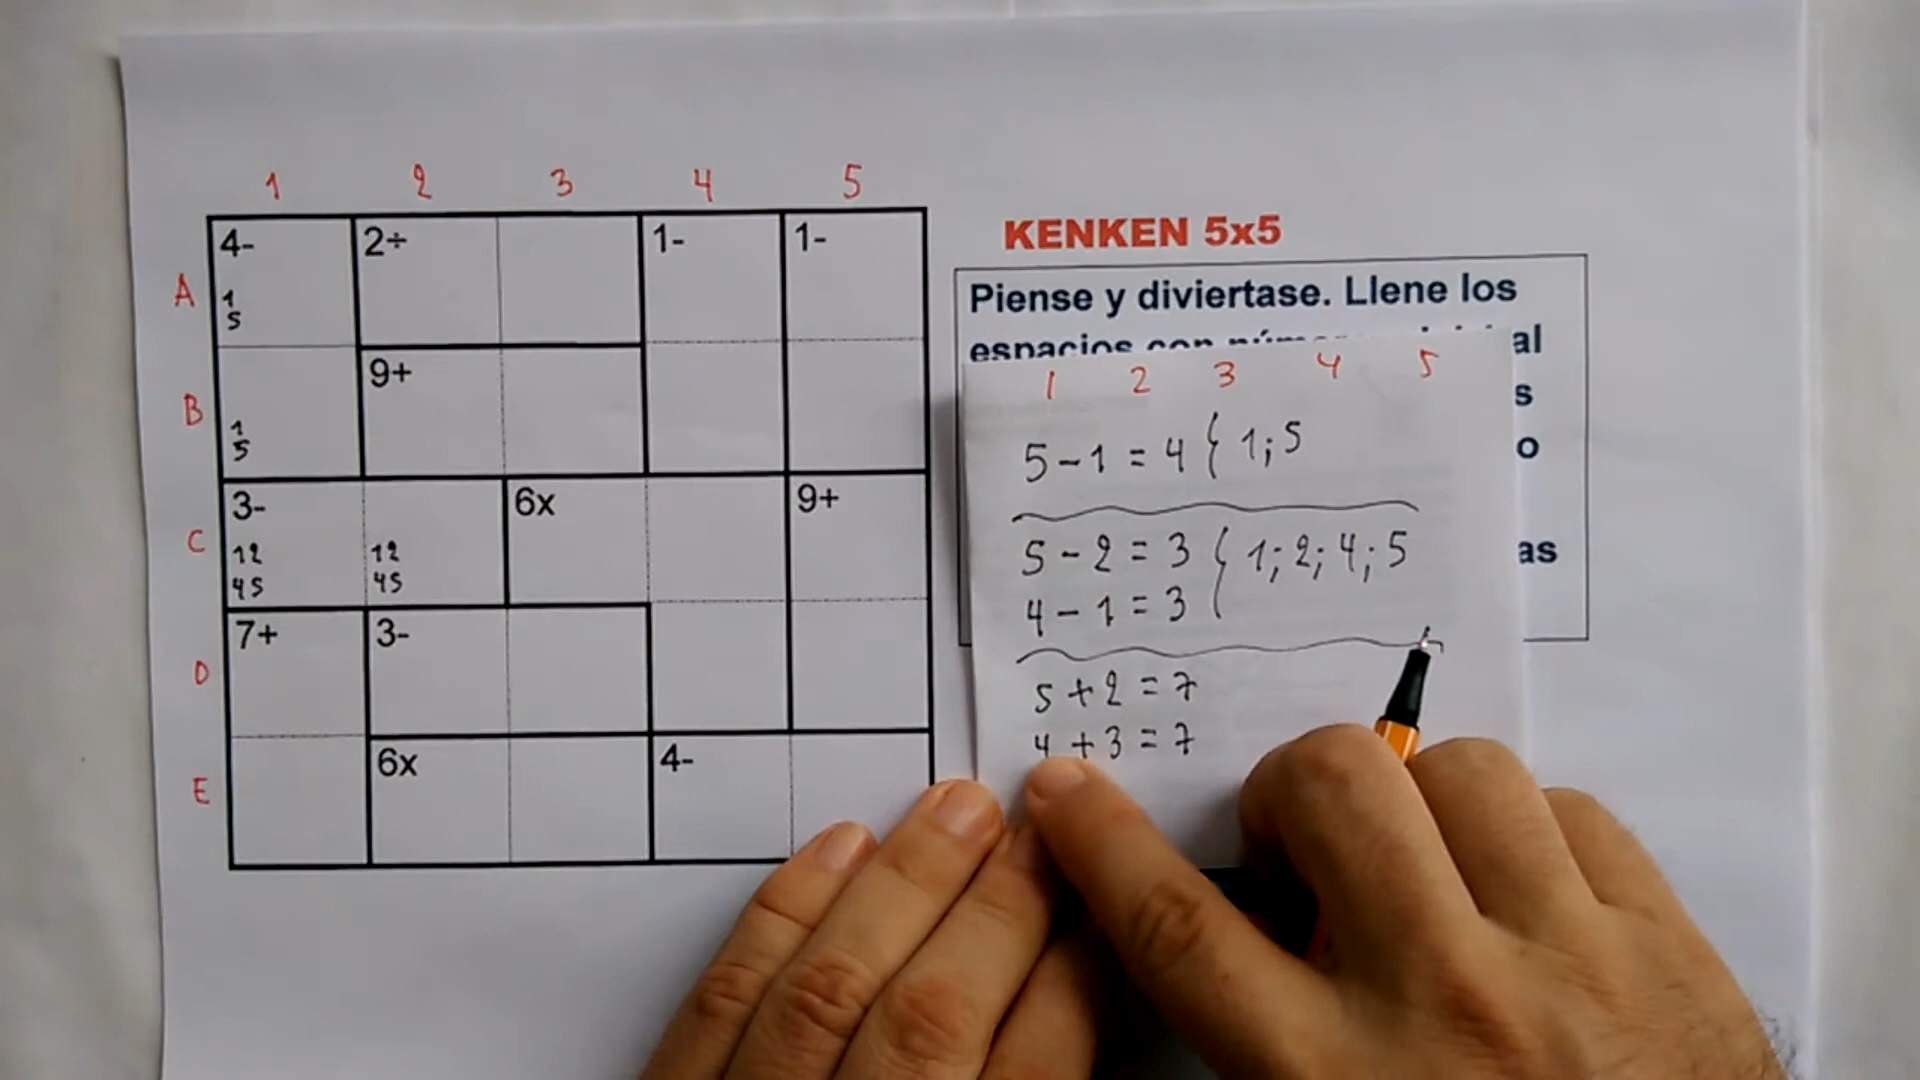 1 2 3 4 5
A 4- 2÷ 1- 1-
1
5
B 9+
1
5
C 3- 6x 9+
12 12
45 45
D 7+ 3-
E 6x 4-
KENKEN 5x5
Piense y diviertase. Llene los
espacios con al
s
o
as
1 2 3 4 5
5-1=4 { 1;5
5-2=3 { 1;2;4;5
4-1=3
5+2=7
4+3=7